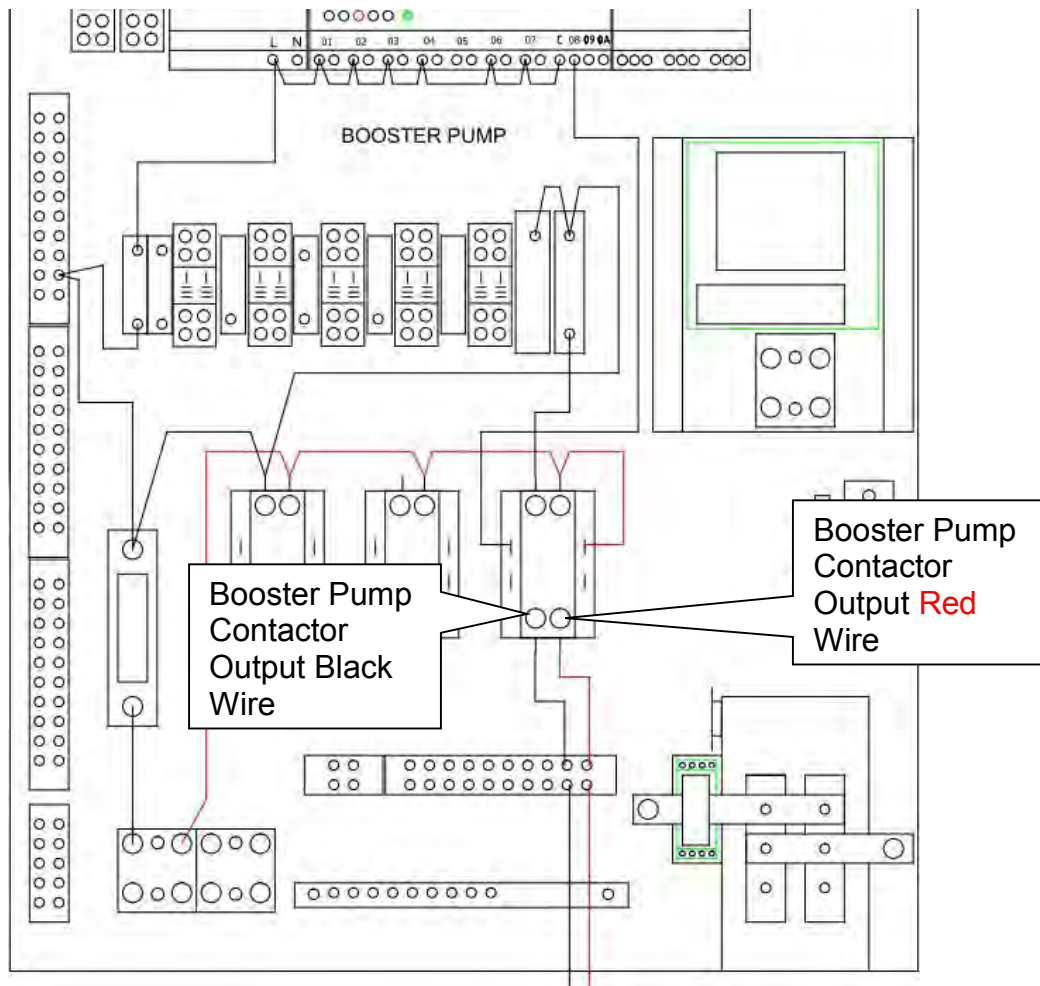 L N 01 02 03 04 05 06 07 C 08 09 0A
BOOSTER PUMP
Booster Pump
Contactor
Output Black
Wire
Booster Pump
Contactor
Output Red
Wire